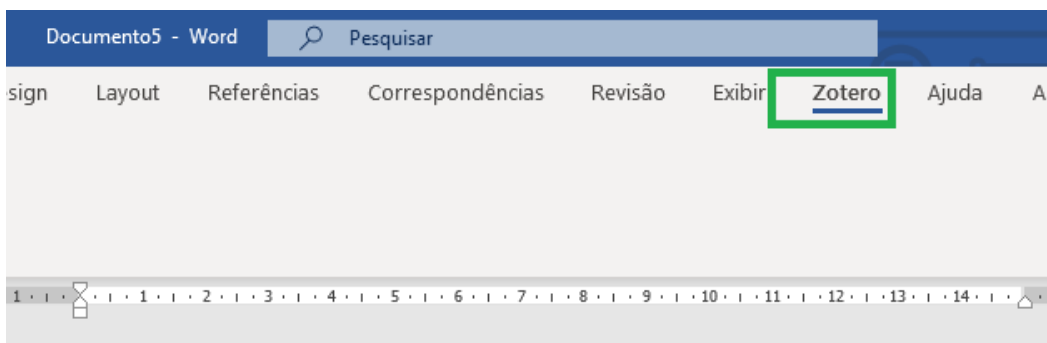 Documento5 - Word Pesquisar
sign Layout Referências Correspondências Revisão Exibir Zotero Ajuda A
1 1 2 3 4 5 6 7 8 9 10 11 12 13 14